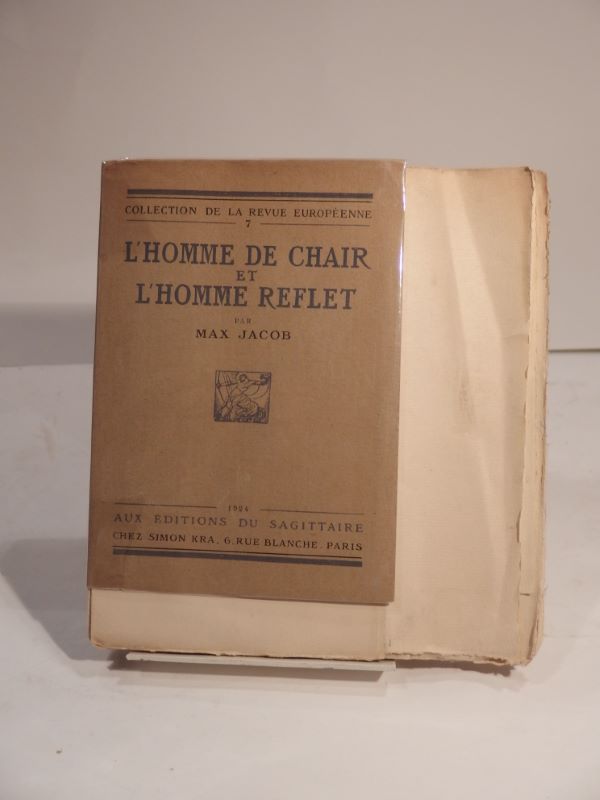 COLLECTION DE LA REVUE EUROPÉENNE
7
L'HOMME DE CHAIR
ET
L'HOMME REFLET
PAR
MAX JACOB
1924
AUX ÉDITIONS DU SAGITTAIRE
CHEZ SIMON KRA, 6, RUE BLANCHE, PARIS